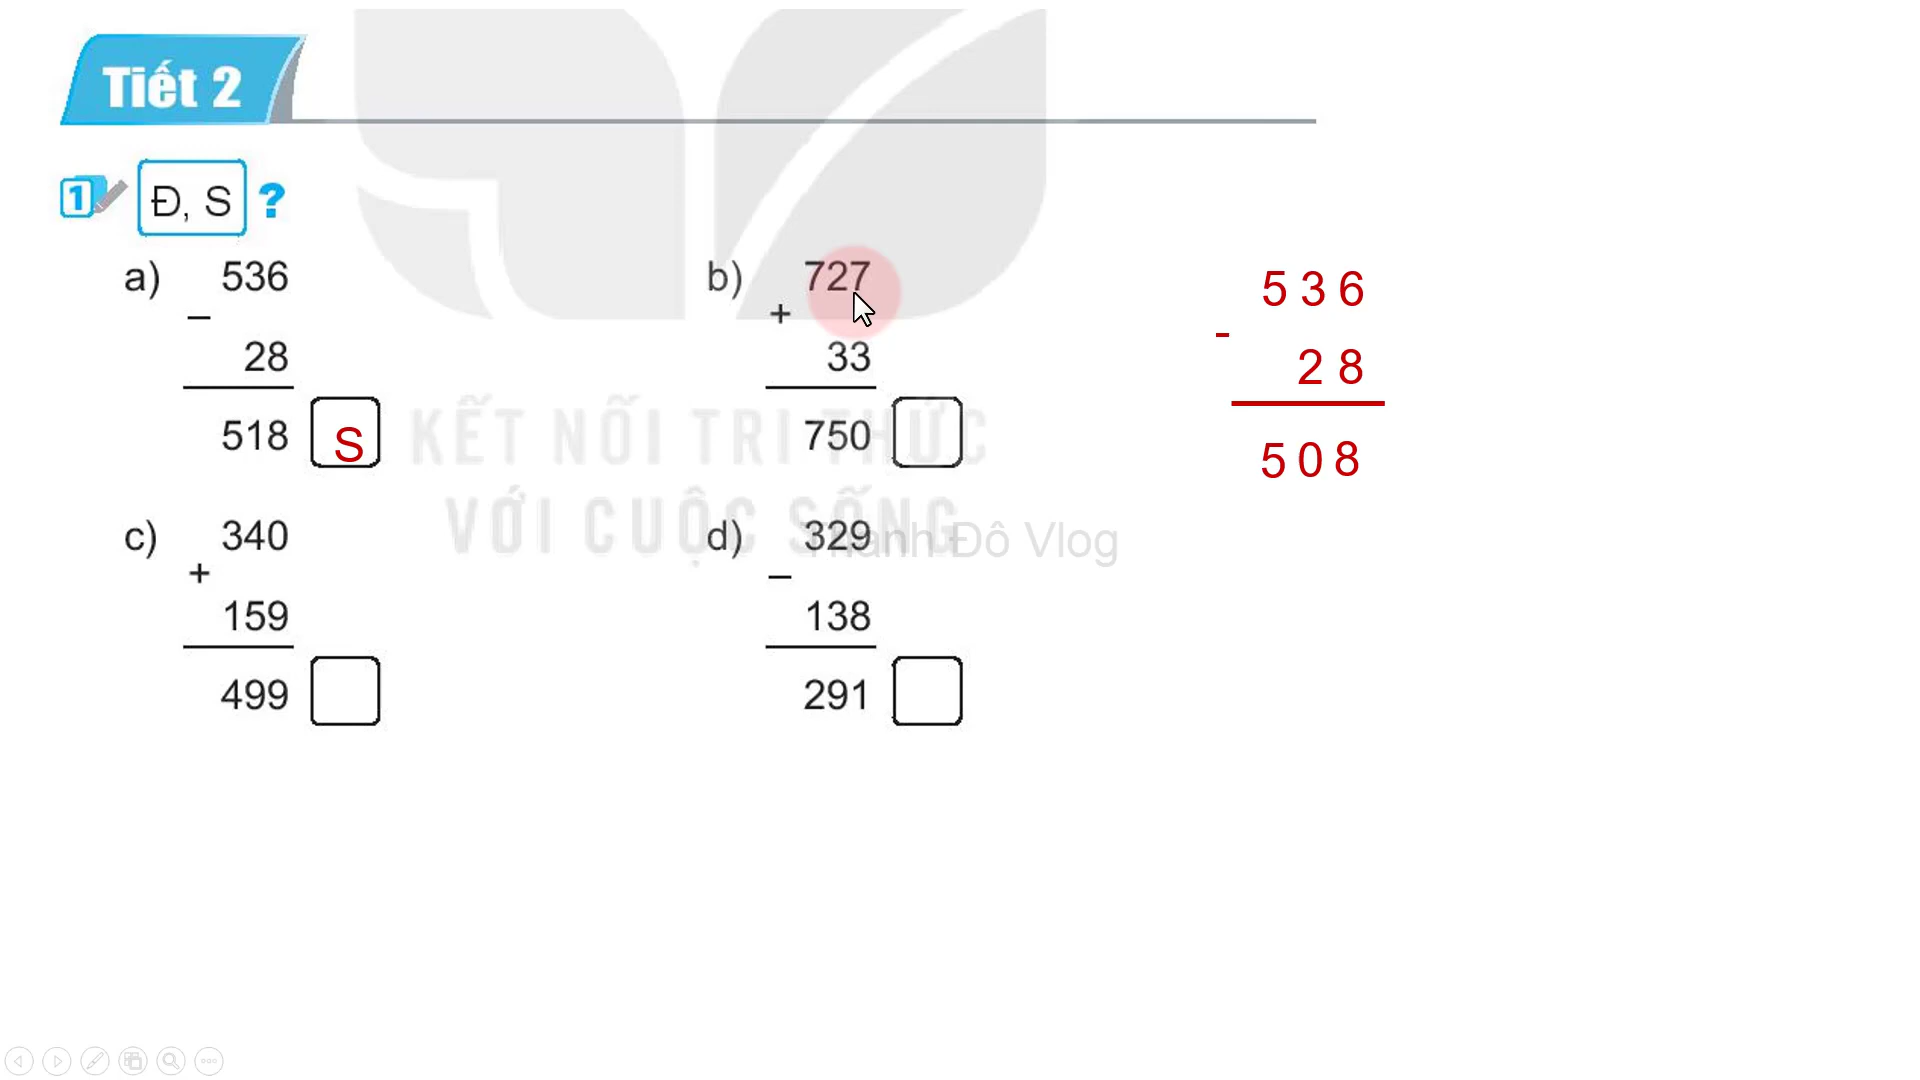 Tiết 2
1 Đ, S ?
a) 536
–
28
518 S
b) 727
+
33
750
536
-
28
508
KẾT NỐI TRI THỨC
VỚI CUỘC SỐNG
c) 340
+
159
499
d) 329
–
138
291
Thanh Đô Vlog